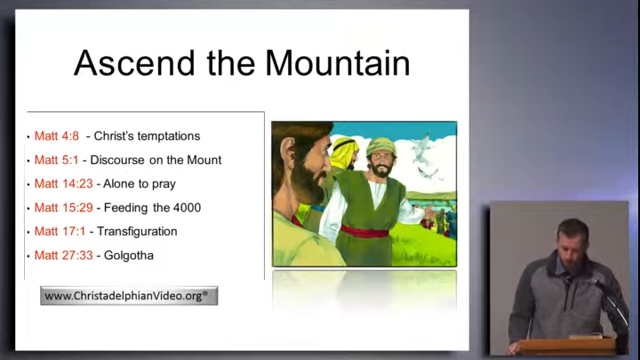 Ascend the Mountain
• Matt 4:8 - Christ's temptations
• Matt 5:1 - Discourse on the Mount
• Matt 14:23 - Alone to pray
• Matt 15:29 - Feeding the 4000
• Matt 17:1 - Transfiguration
• Matt 27:33 - Golgotha
www.ChristadelphianVideo.org®